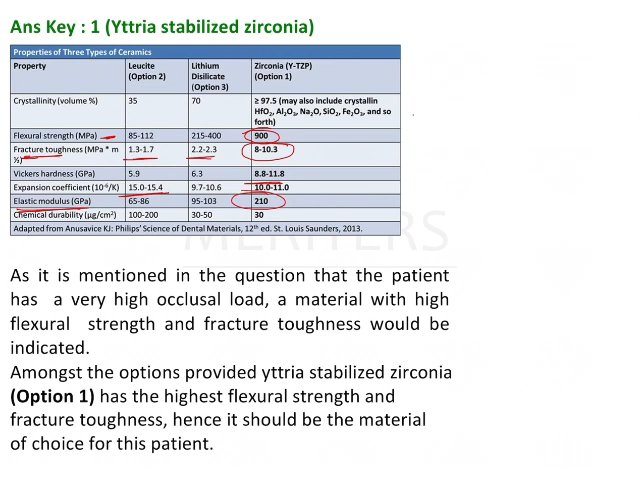 Ans Key : 1 (Yttria stabilized zirconia)
Properties of Three Types of Ceramics
Property Leucite (Option 2) Lithium Disilicate (Option 3) Zirconia (Y-TZP) (Option 1)
Crystallinity (volume %) 35 70 ≥ 97.5 (may also include crystallin HfO₂, Al₂O₃, Na₂O, SiO₂, Fe₂O₃, and so forth)
Flexural strength (MPa) 85-112 215-400 900
Fracture toughness (MPa * m ½) 1.3-1.7 2.2-2.3 8-10.3
Vickers hardness (GPa) 5.9 6.3 8.8-11.8
Expansion coefficient (10⁻⁶/K) 15.0-15.4 9.7-10.6 10.0-11.0
Elastic modulus (GPa) 65-86 95-103 210
Chemical durability (µg/cm²) 100-200 30-50 30
Adapted from Anusavice KJ: Philips' Science of Dental Materials, 12ᵗʰ ed. St. Louis Saunders, 2013.
MERITERS
As it is mentioned in the question that the patient
has a very high occlusal load, a material with high
flexural strength and fracture toughness would be
indicated.
Amongst the options provided yttria stabilized zirconia
(Option 1) has the highest flexural strength and
fracture toughness, hence it should be the material
of choice for this patient.